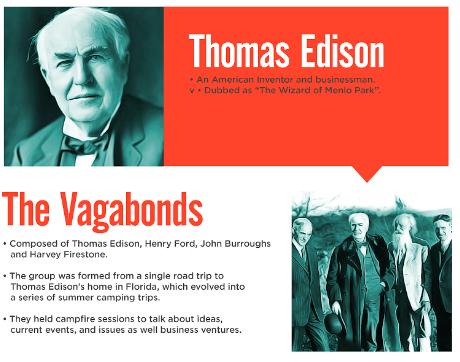 Thomas Edison
• An American Inventor and businessman.
v • Dubbed as “The Wizard of Menlo Park”.
The Vagabonds
• Composed of Thomas Edison, Henry Ford, John Burroughs
and Harvey Firestone.
• The group was formed from a single road trip to
Thomas Edison's home in Florida, which evolved into
a series of summer camping trips.
• They held campfire sessions to talk about ideas,
current events, and issues as well business ventures.